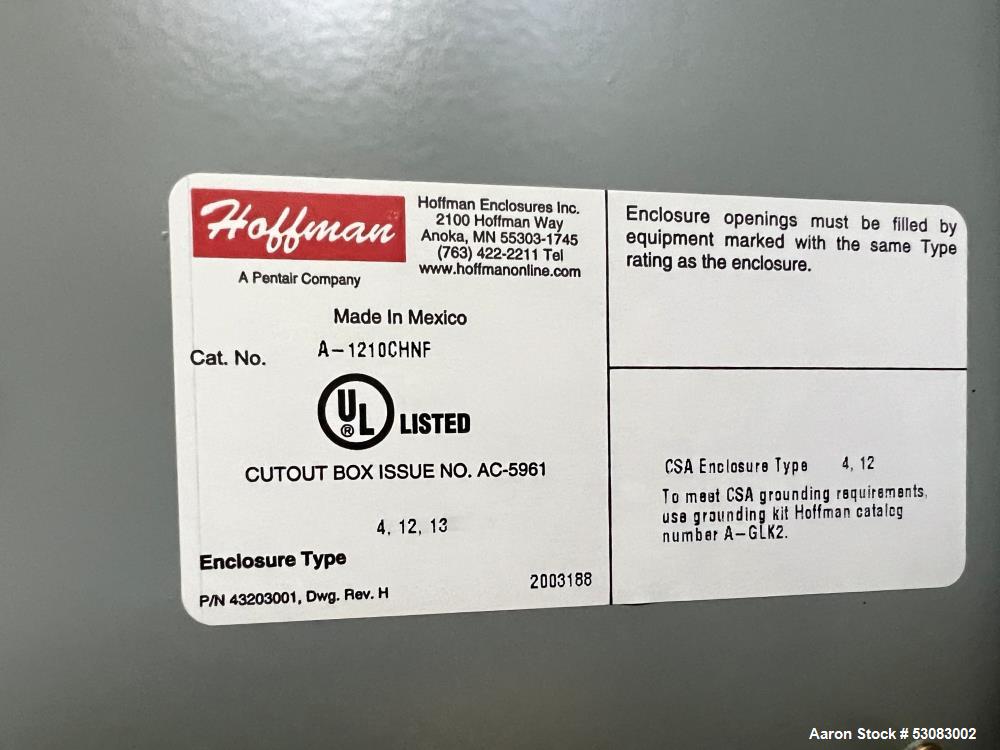 Hoffman
A Pentair Company
Hoffman Enclosures Inc.
2100 Hoffman Way
Anoka, MN 55303-1745
(763) 422-2211 Tel
www.hoffmanonline.com
Made In Mexico
Cat. No. A-1210CHNF
UL ® LISTED
CUTOUT BOX ISSUE NO. AC-5961
4, 12, 13
Enclosure Type
P/N 43203001, Dwg. Rev. H
2003188
Enclosure openings must be filled by
equipment marked with the same Type
rating as the enclosure.
CSA Enclosure Type 4, 12
To meet CSA grounding requirements,
use grounding kit Hoffman catalog
number A-GLK2.
Aaron Stock # 53083002